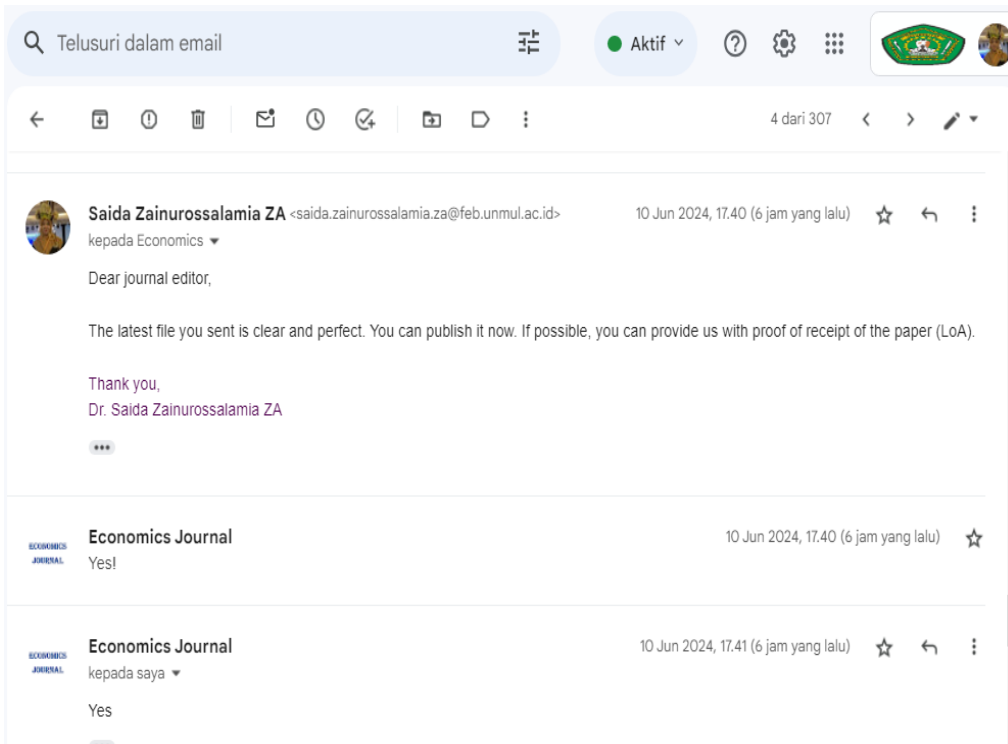 Telusuri dalam email
Aktif
4 dari 307
Saida Zainurossalamia ZA <saida.zainurossalamia.za@feb.unmul.ac.id>
10 Jun 2024, 17.40 (6 jam yang lalu)
kepada Economics
Dear journal editor,
The latest file you sent is clear and perfect. You can publish it now. If possible, you can provide us with proof of receipt of the paper (LoA).
Thank you,
Dr. Saida Zainurossalamia ZA
ECONOMICS
JOURNAL
Economics Journal
10 Jun 2024, 17.40 (6 jam yang lalu)
Yes!
ECONOMICS
JOURNAL
Economics Journal
10 Jun 2024, 17.41 (6 jam yang lalu)
kepada saya
Yes